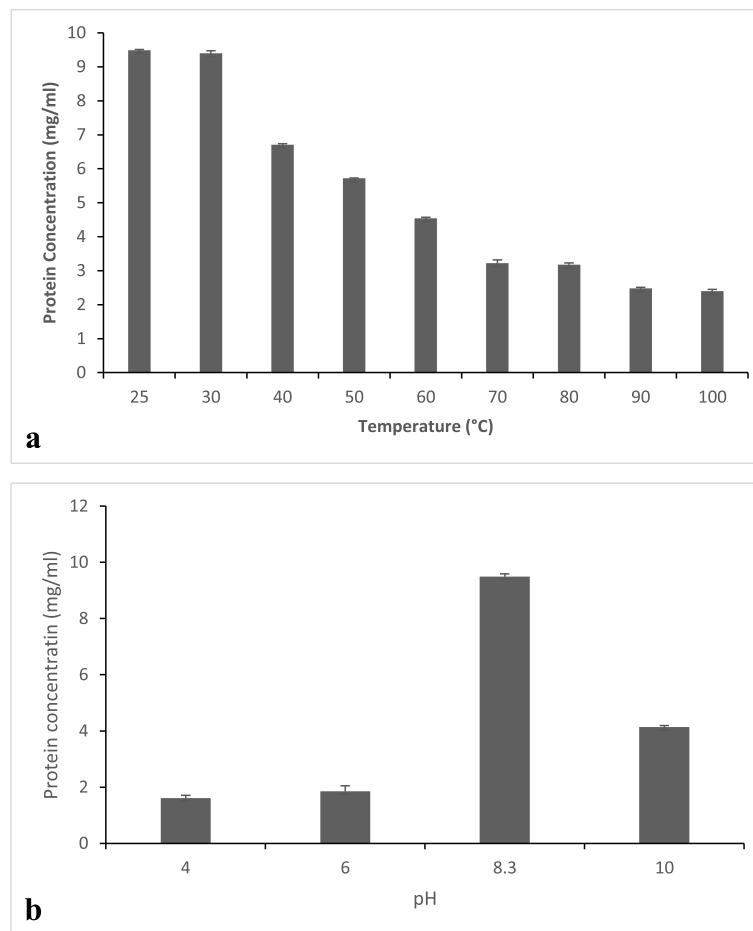 10
9
8
7
6
5
4
3
2
1
0
Protein Concentration (mg/ml)
25 30 40 50 60 70 80 90 100
Temperature (°C)
a
12
10
8
6
4
2
0
Protein concentratin (mg/ml)
4 6 8.3 10
pH
b